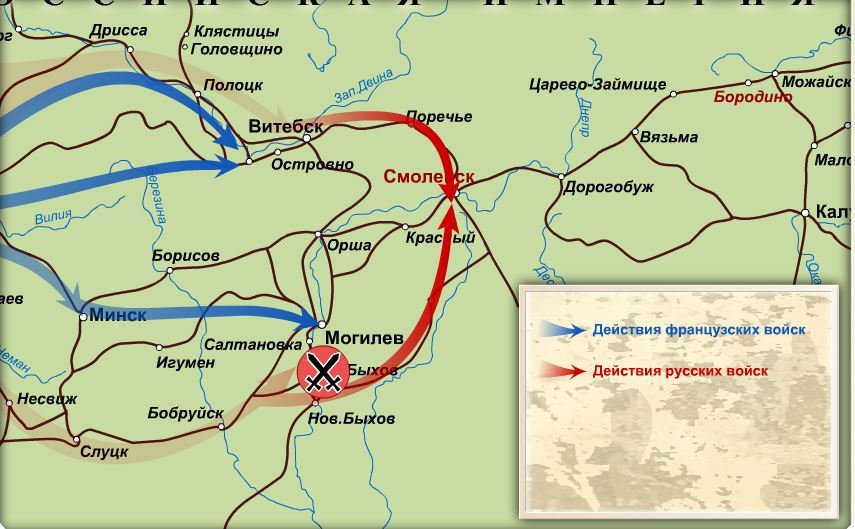 ОССИЙСКАЯ ИМПЕРИЯ
Дрисса
Клястицы
Головщино
Полоцк
Зап.Двина
Витебск
Поречье
Островно
Смоленск
Царево-Займище
Можайск
Бородино
Днепр
Вязьма
Дорогобуж
Березина
Вилия
Орша
Красный
Борисов
Минск
Могилев
Салтановка
Игумен
Быхов
Нов.Быхов
Несвиж
Бобруйск
Слуцк
Действия французских войск
Действия русских войск